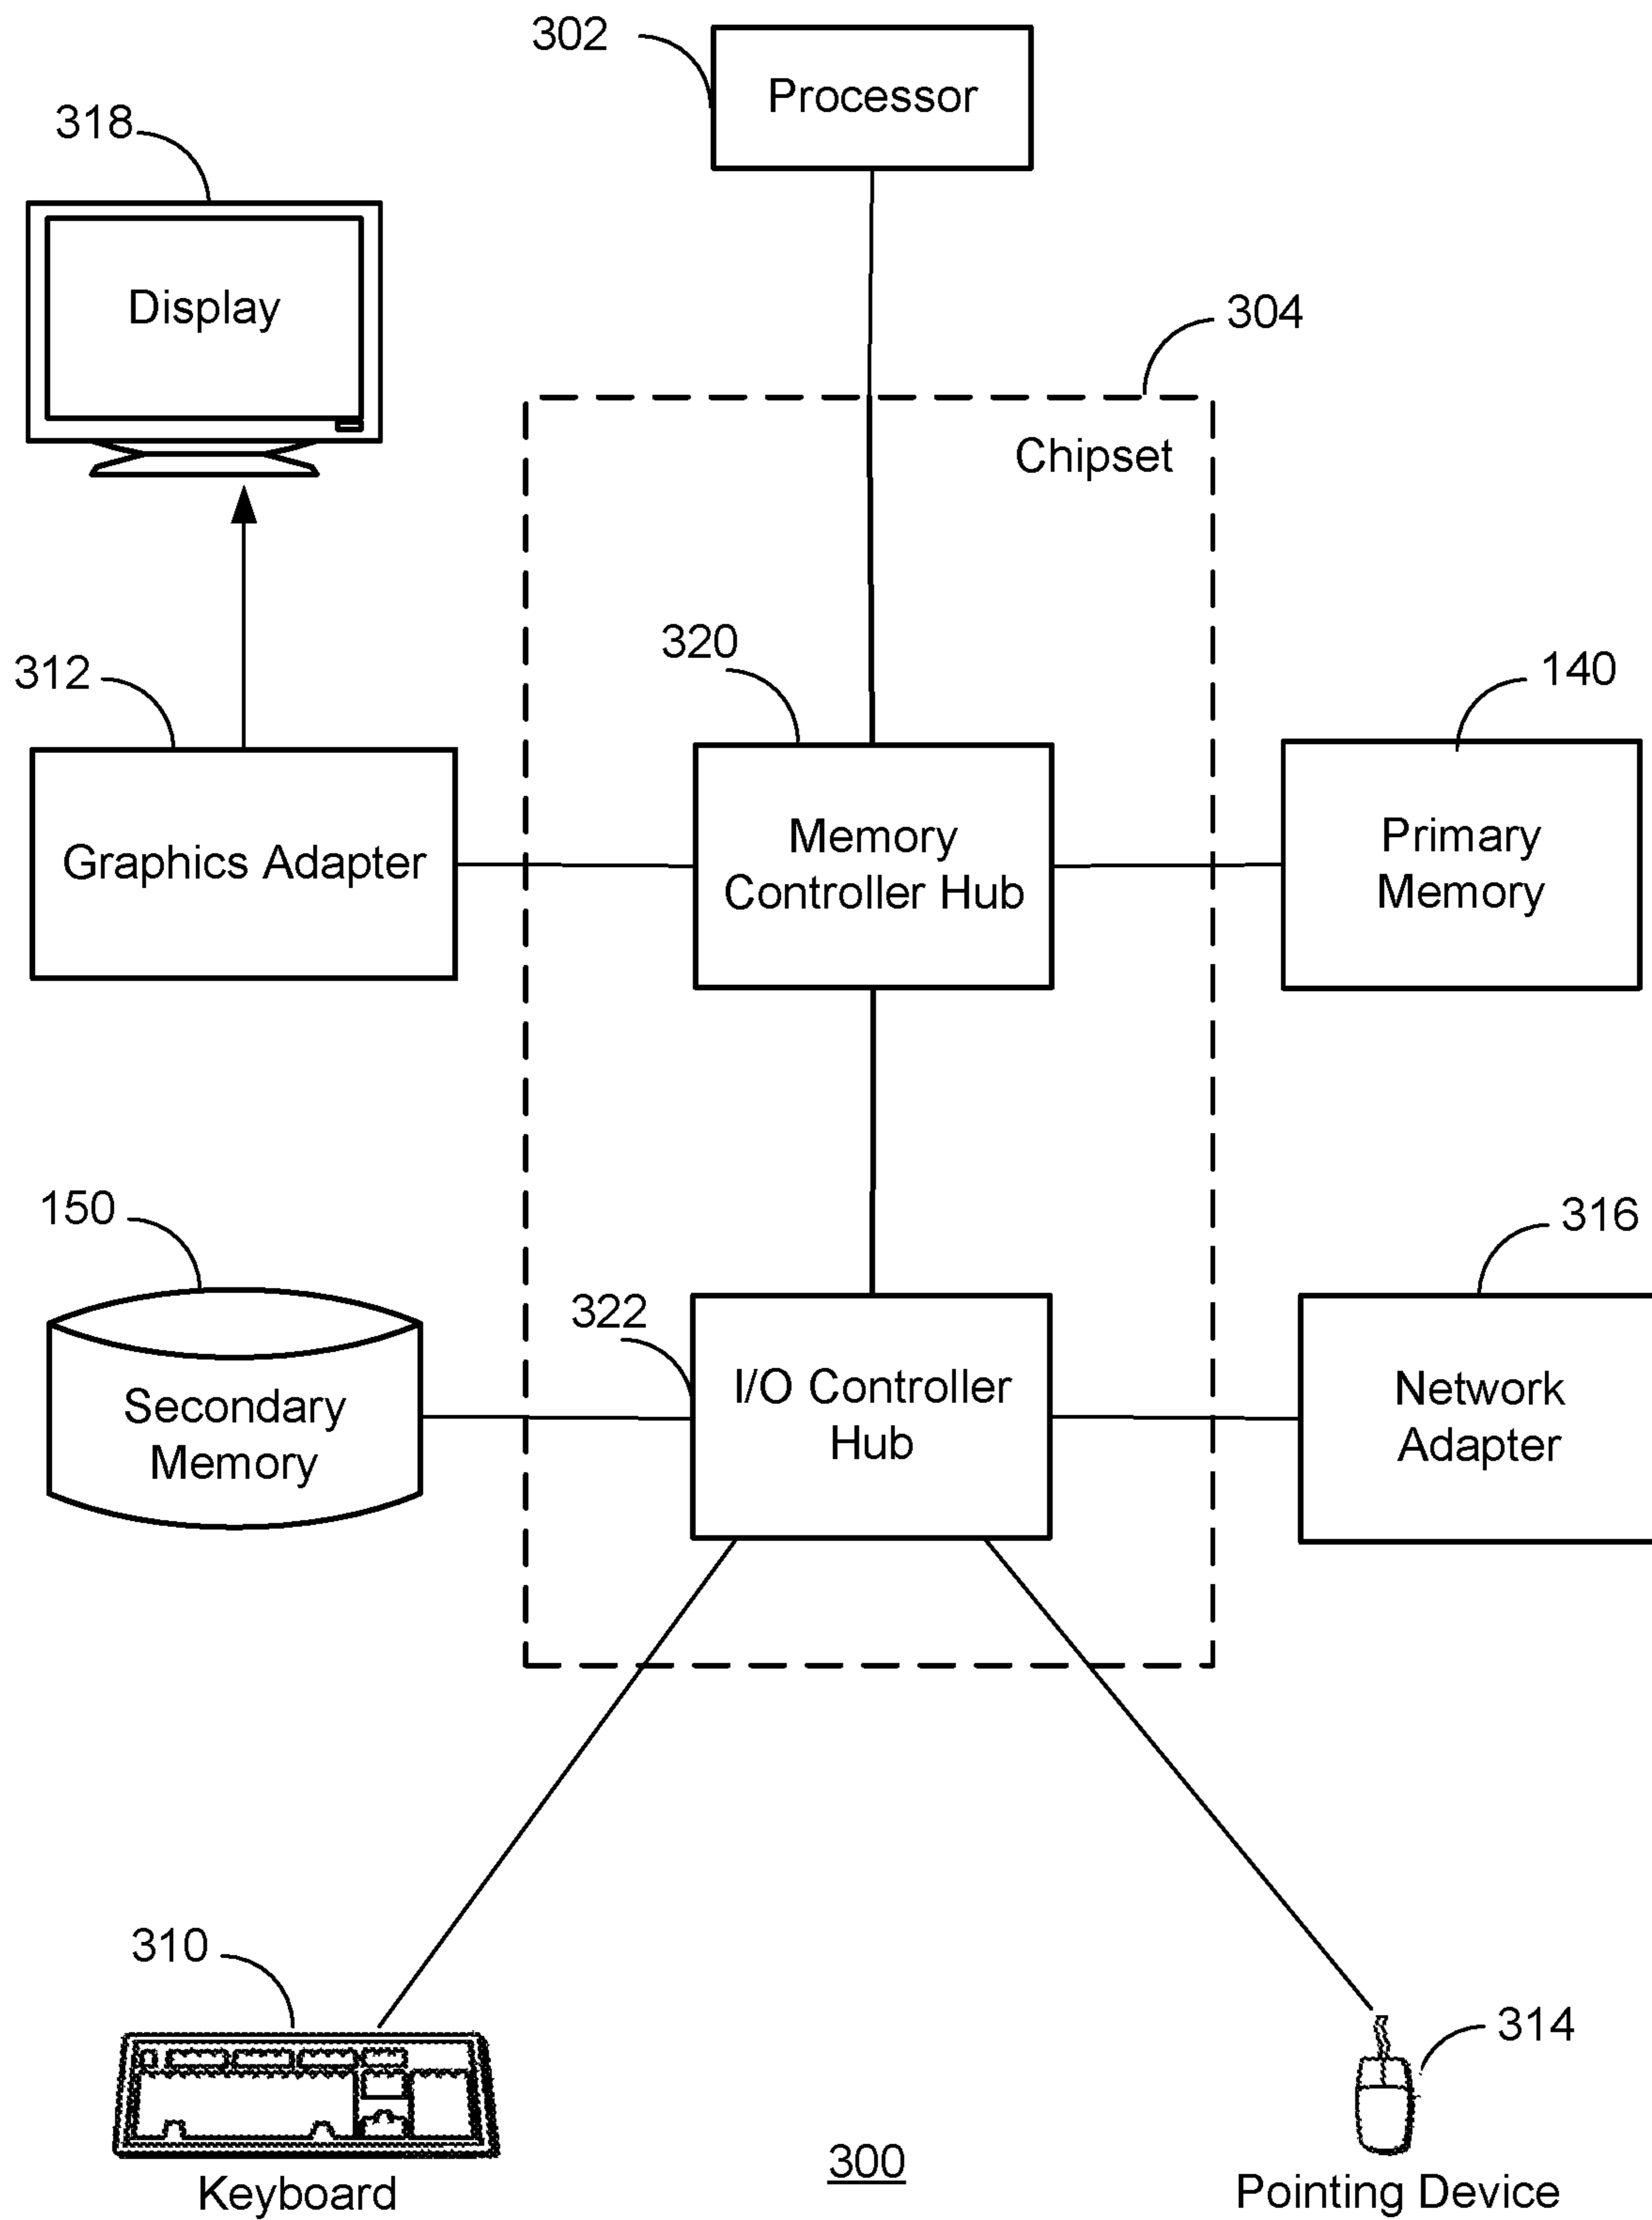 302
Processor
318
Display
304
Chipset
320
312
140
Memory
Controller Hub
Graphics Adapter
Primary
Memory
150
316
322
I/O Controller
Hub
Secondary
Memory
Network
Adapter
310
314
300
Keyboard
Pointing Device